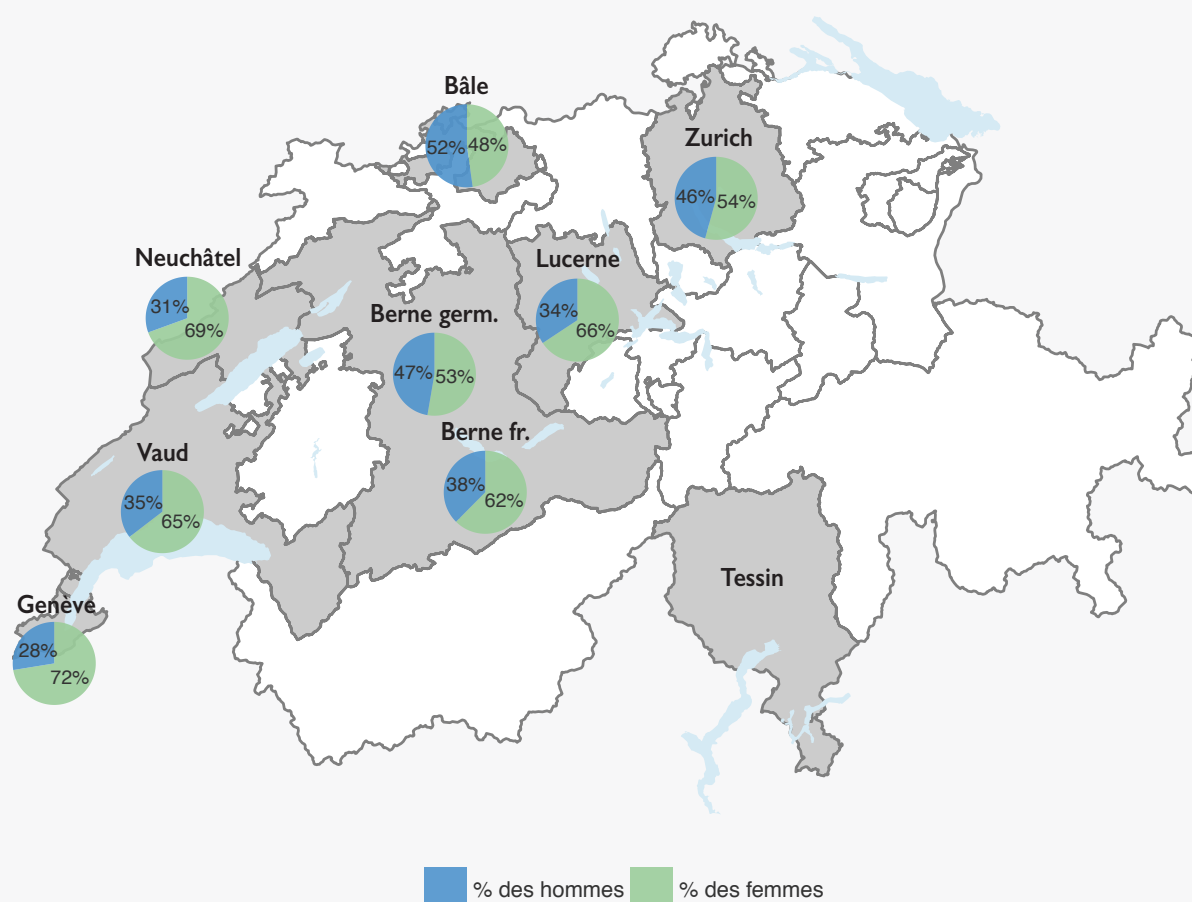 Bâle
52% 48%
Zurich
46% 54%
Neuchâtel
31%
69%
Lucerne
34%
66%
Berne germ.
47% 53%
Berne fr.
38%
62%
Vaud
35%
65%
Tessin
Genève
28%
72%
% des hommes % des femmes